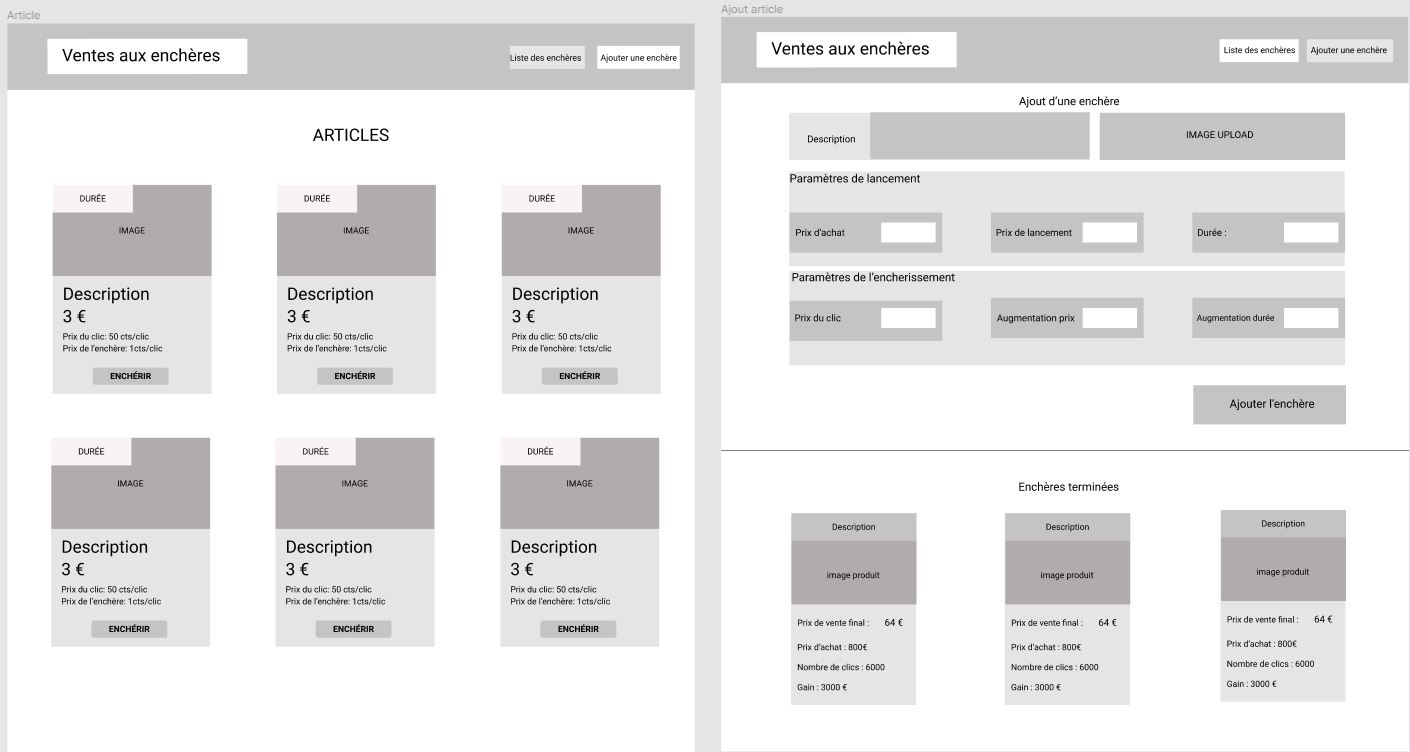 Article
Ventes aux enchères
Liste des enchères
Ajouter une enchère
ARTICLES
DURÉE
IMAGE
Description
3 €
Prix du clic: 50 cts/clic
Prix de l'enchère: 1cts/clic
ENCHÉRIR
DURÉE
IMAGE
Description
3 €
Prix du clic: 50 cts/clic
Prix de l'enchère: 1cts/clic
ENCHÉRIR
DURÉE
IMAGE
Description
3 €
Prix du clic: 50 cts/clic
Prix de l'enchère: 1cts/clic
ENCHÉRIR
DURÉE
IMAGE
Description
3 €
Prix du clic: 50 cts/clic
Prix de l'enchère: 1cts/clic
ENCHÉRIR
DURÉE
IMAGE
Description
3 €
Prix du clic: 50 cts/clic
Prix de l'enchère: 1cts/clic
ENCHÉRIR
DURÉE
IMAGE
Description
3 €
Prix du clic: 50 cts/clic
Prix de l'enchère: 1cts/clic
ENCHÉRIR
Ajout article
Ventes aux enchères
Liste des enchères
Ajouter une enchère
Ajout d'une enchère
Description
IMAGE UPLOAD
Paramètres de lancement
Prix d'achat
Prix de lancement
Durée :
Paramètres de l'encherissement
Prix du clic
Augmentation prix
Augmentation durée
Ajouter l'enchère
Enchères terminées
Description
image produit
Prix de vente final : 64 €
Prix d'achat : 800€
Nombre de clics : 6000
Gain : 3000 €
Description
image produit
Prix de vente final : 64 €
Prix d'achat : 800€
Nombre de clics : 6000
Gain : 3000 €
Description
image produit
Prix de vente final : 64 €
Prix d'achat : 800€
Nombre de clics : 6000
Gain : 3000 €